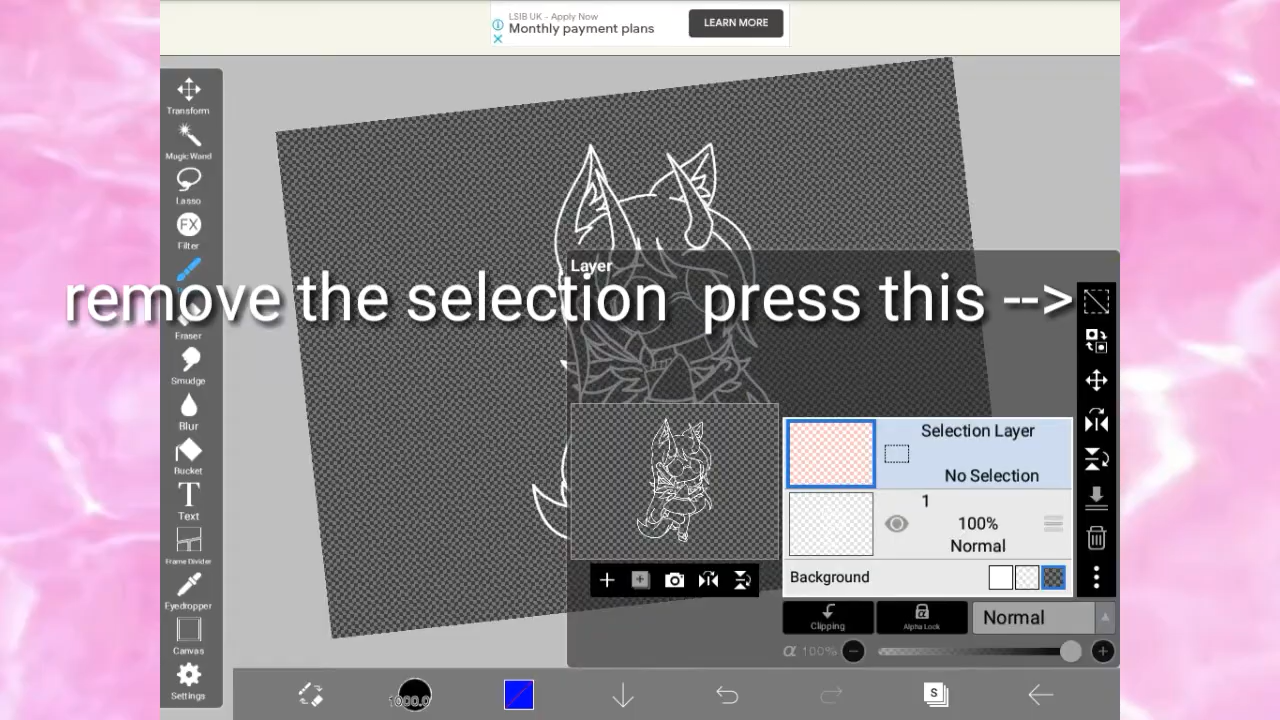 LSIB UK - Apply Now
Monthly payment plans
LEARN MORE
Transform
Magic Wand
Lasso
FX
Filter
Layer
remove the selection press this -->
Eraser
Smudge
Blur
Bucket
T
Text
Frame Divider
Eyedropper
Canvas
Settings
Selection Layer
No Selection
1
100%
Normal
Background
Clipping
Alpha Lock
Normal
α 100%
1000.0
S